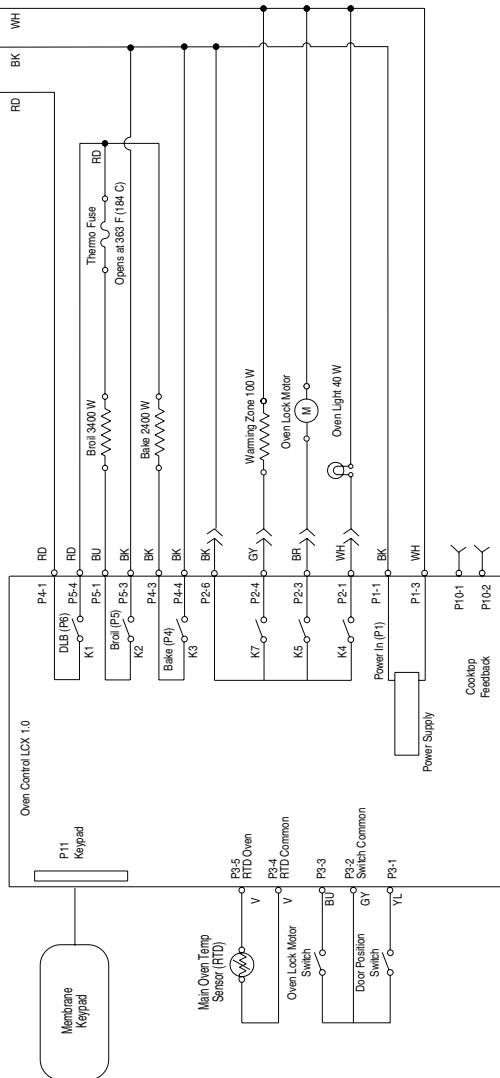 WH
BK
RD
RD
Thermo Fuse
Opens at 363 F (184 C)
Broil 3400 W
Bake 2400 W
Warming Zone 100 W
Oven Lock Motor
M
Oven Light 40 W
RD
RD
BU
BK
BK
BK
BK
GY
BR
WH
BK
WH
P4-1
P5-4
P5-1
P5-3
P4-3
P4-4
P2-6
P2-4
P2-3
P2-1
P1-1
P1-3
P10-1
P10-2
DLB (P6)
K1
Broil (P5)
K2
Bake (P4)
K3
K7
K5
K4
Power In (P1)
Power Supply
Cooktop
Feedback
Oven Control LCX 1.0
P11
Keypad
Membrane
Keypad
P3-5
RTD Oven
P3-4
RTD Common
P3-3
P3-2
Switch Common
P3-1
V
V
BU
GY
YL
Main Oven Temp
Sensor (RTD)
Oven Lock Motor
Switch
Door Position
Switch